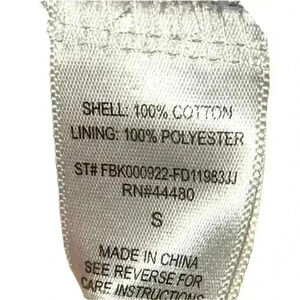 SHELL: 100% COTTON
LINING: 100% POLYESTER
ST# FBK000922-FD11983JJ
RN#44480
S
MADE IN CHINA
SEE REVERSE FOR
CARE INSTRUCTIONS